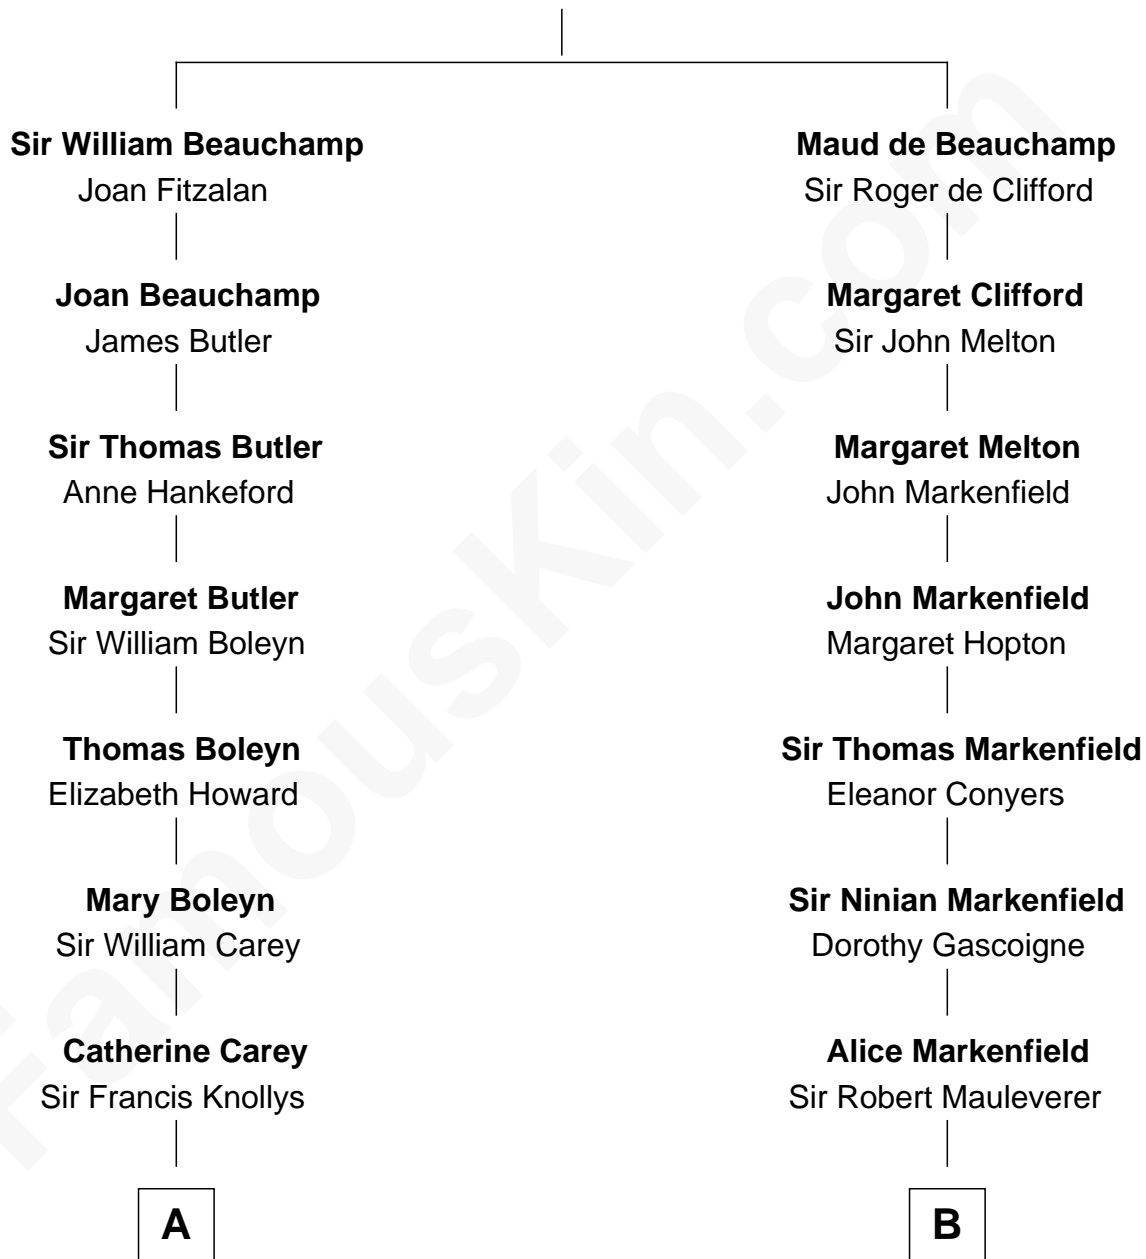 Sir William Beauchamp
Joan Fitzalan
Maud de Beauchamp
Sir Roger de Clifford
Joan Beauchamp
James Butler
Margaret Clifford
Sir John Melton
Sir Thomas Butler
Anne Hankeford
Margaret Melton
John Markenfield
Margaret Butler
Sir William Boleyn
John Markenfield
Margaret Hopton
Thomas Boleyn
Elizabeth Howard
Sir Thomas Markenfield
Eleanor Conyers
Mary Boleyn
Sir William Carey
Sir Ninian Markenfield
Dorothy Gascoigne
Catherine Carey
Sir Francis Knollys
Alice Markenfield
Sir Robert Mauleverer
A
B
FamousKin.com